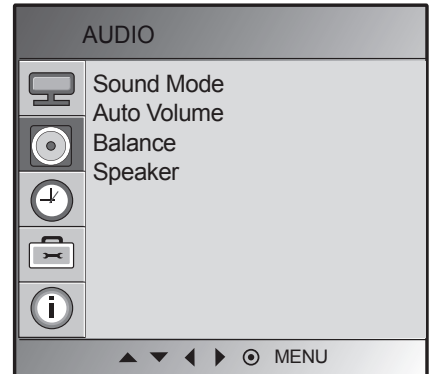 AUDIO
Sound Mode
Auto Volume
Balance
Speaker
▲ ▼ ◀ ▶ ⊙ MENU